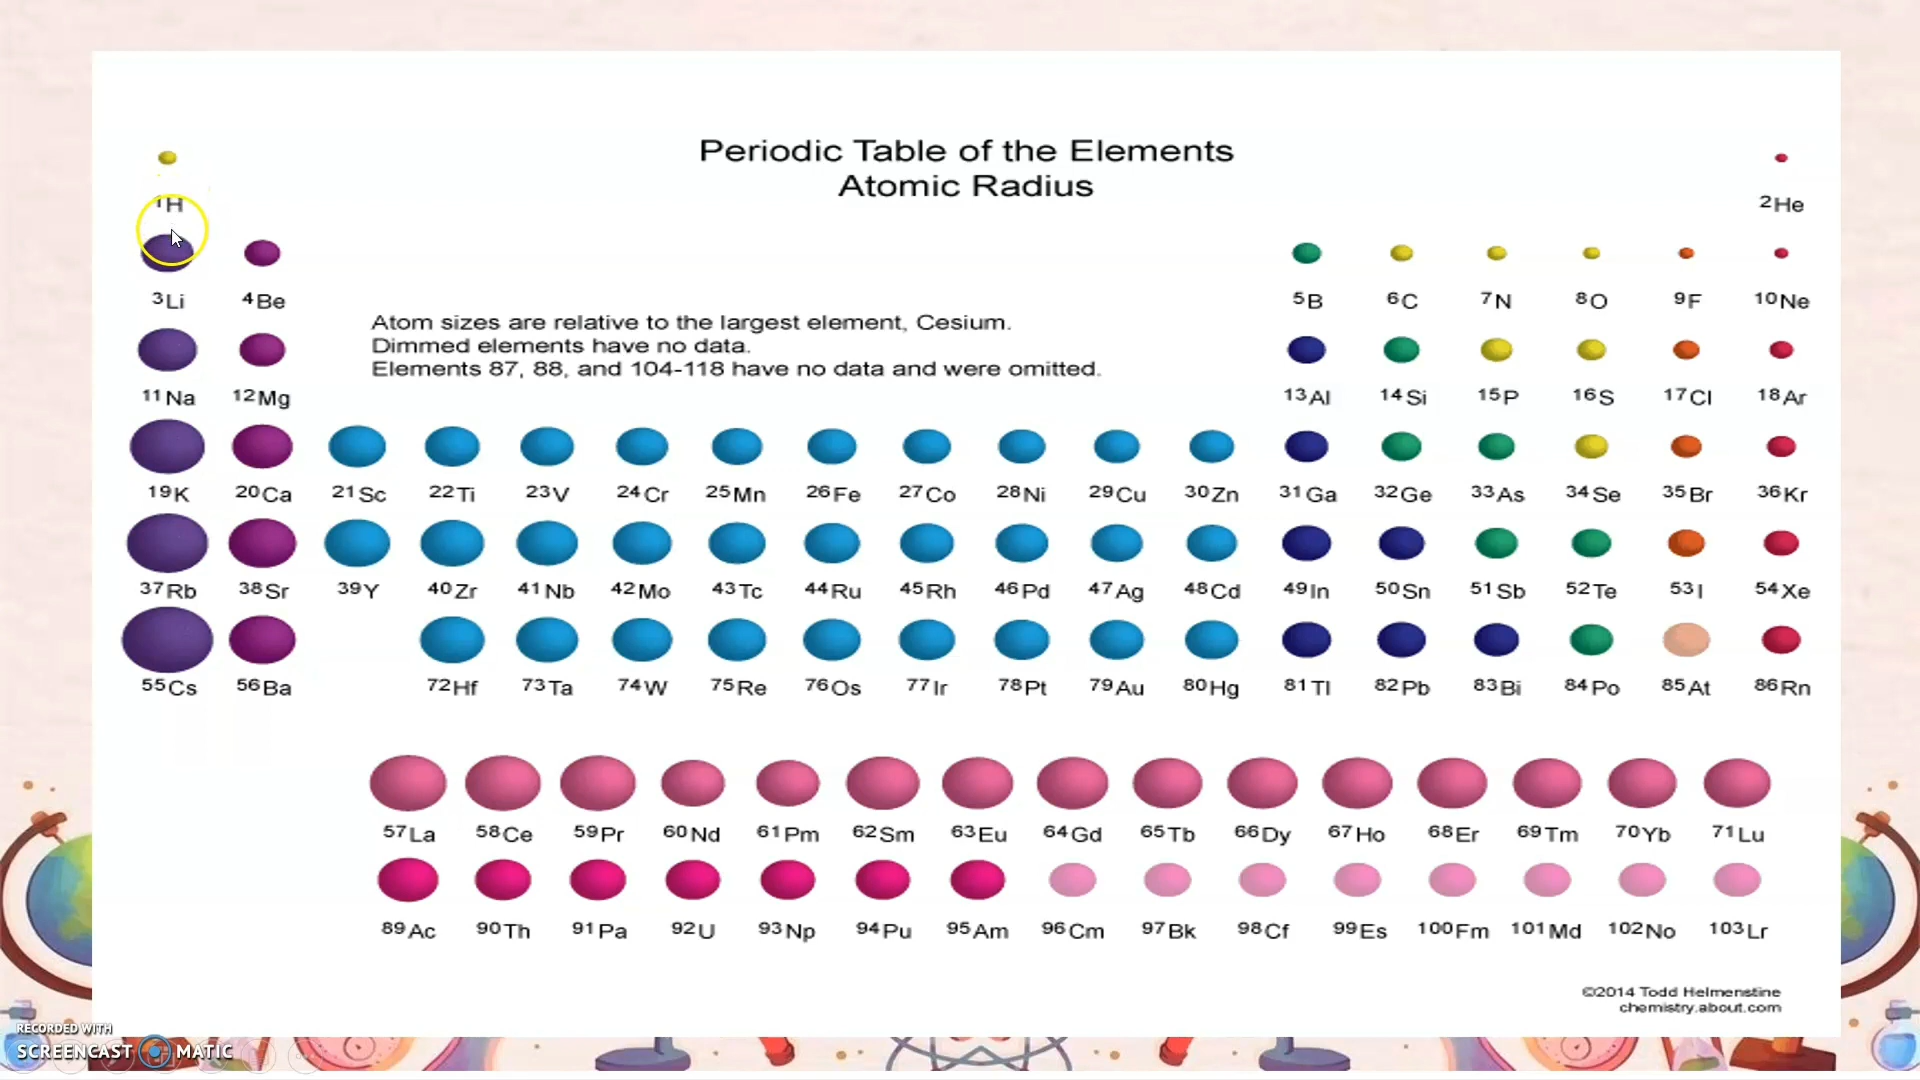 Periodic Table of the Elements
Atomic Radius
1H 2He
3Li 4Be 5B 6C 7N 8O 9F 10Ne
Atom sizes are relative to the largest element, Cesium.
Dimmed elements have no data.
Elements 87, 88, and 104-118 have no data and were omitted.
11Na 12Mg 13Al 14Si 15P 16S 17Cl 18Ar
19K 20Ca 21Sc 22Ti 23V 24Cr 25Mn 26Fe 27Co 28Ni 29Cu 30Zn 31Ga 32Ge 33As 34Se 35Br 36Kr
37Rb 38Sr 39Y 40Zr 41Nb 42Mo 43Tc 44Ru 45Rh 46Pd 47Ag 48Cd 49In 50Sn 51Sb 52Te 53I 54Xe
55Cs 56Ba 72Hf 73Ta 74W 75Re 76Os 77Ir 78Pt 79Au 80Hg 81Tl 82Pb 83Bi 84Po 85At 86Rn
57La 58Ce 59Pr 60Nd 61Pm 62Sm 63Eu 64Gd 65Tb 66Dy 67Ho 68Er 69Tm 70Yb 71Lu
89Ac 90Th 91Pa 92U 93Np 94Pu 95Am 96Cm 97Bk 98Cf 99Es 100Fm 101Md 102No 103Lr
©2014 Todd Helmenstine
chemistry.about.com
RECORDED WITH
SCREENCAST MATIC